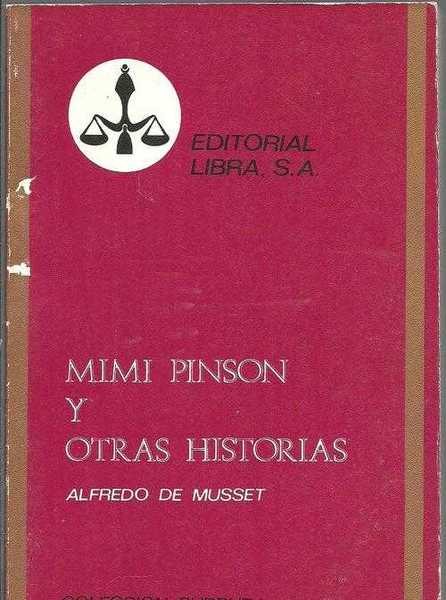 EDITORIAL
LIBRA, S.A.
MIMI PINSON
Y
OTRAS HISTORIAS
ALFREDO DE MUSSET